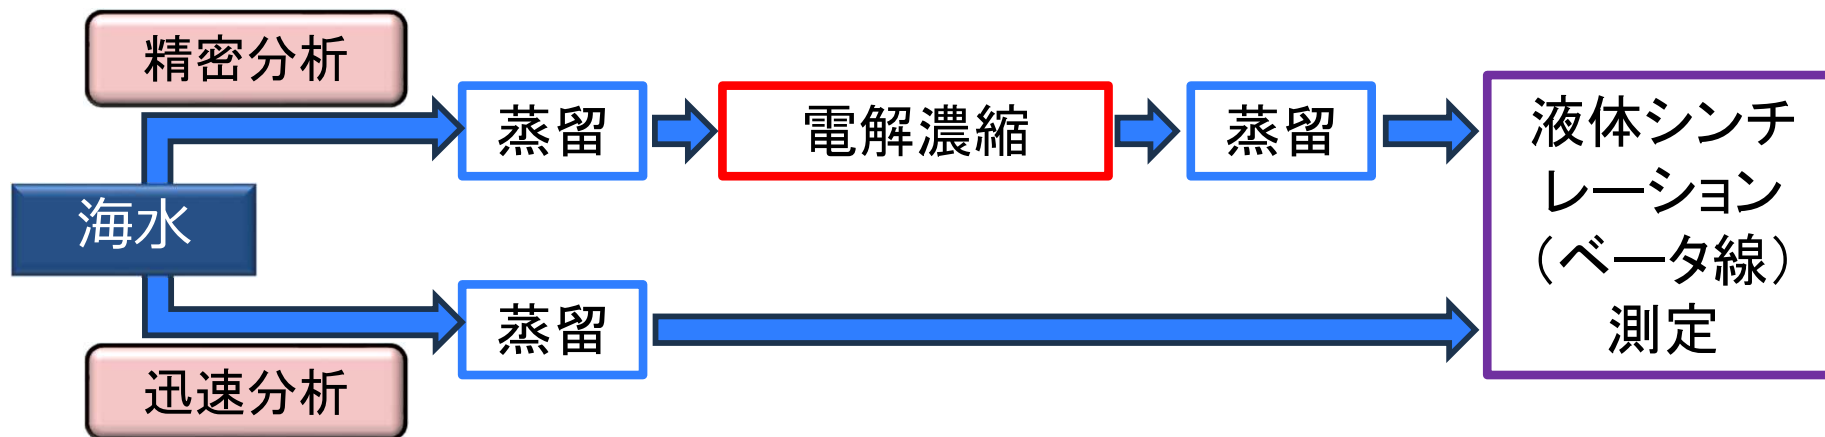 精密分析
蒸留
電解濃縮
蒸留
液体シンチ
レーション
（ベータ線）
測定
海水
蒸留
迅速分析